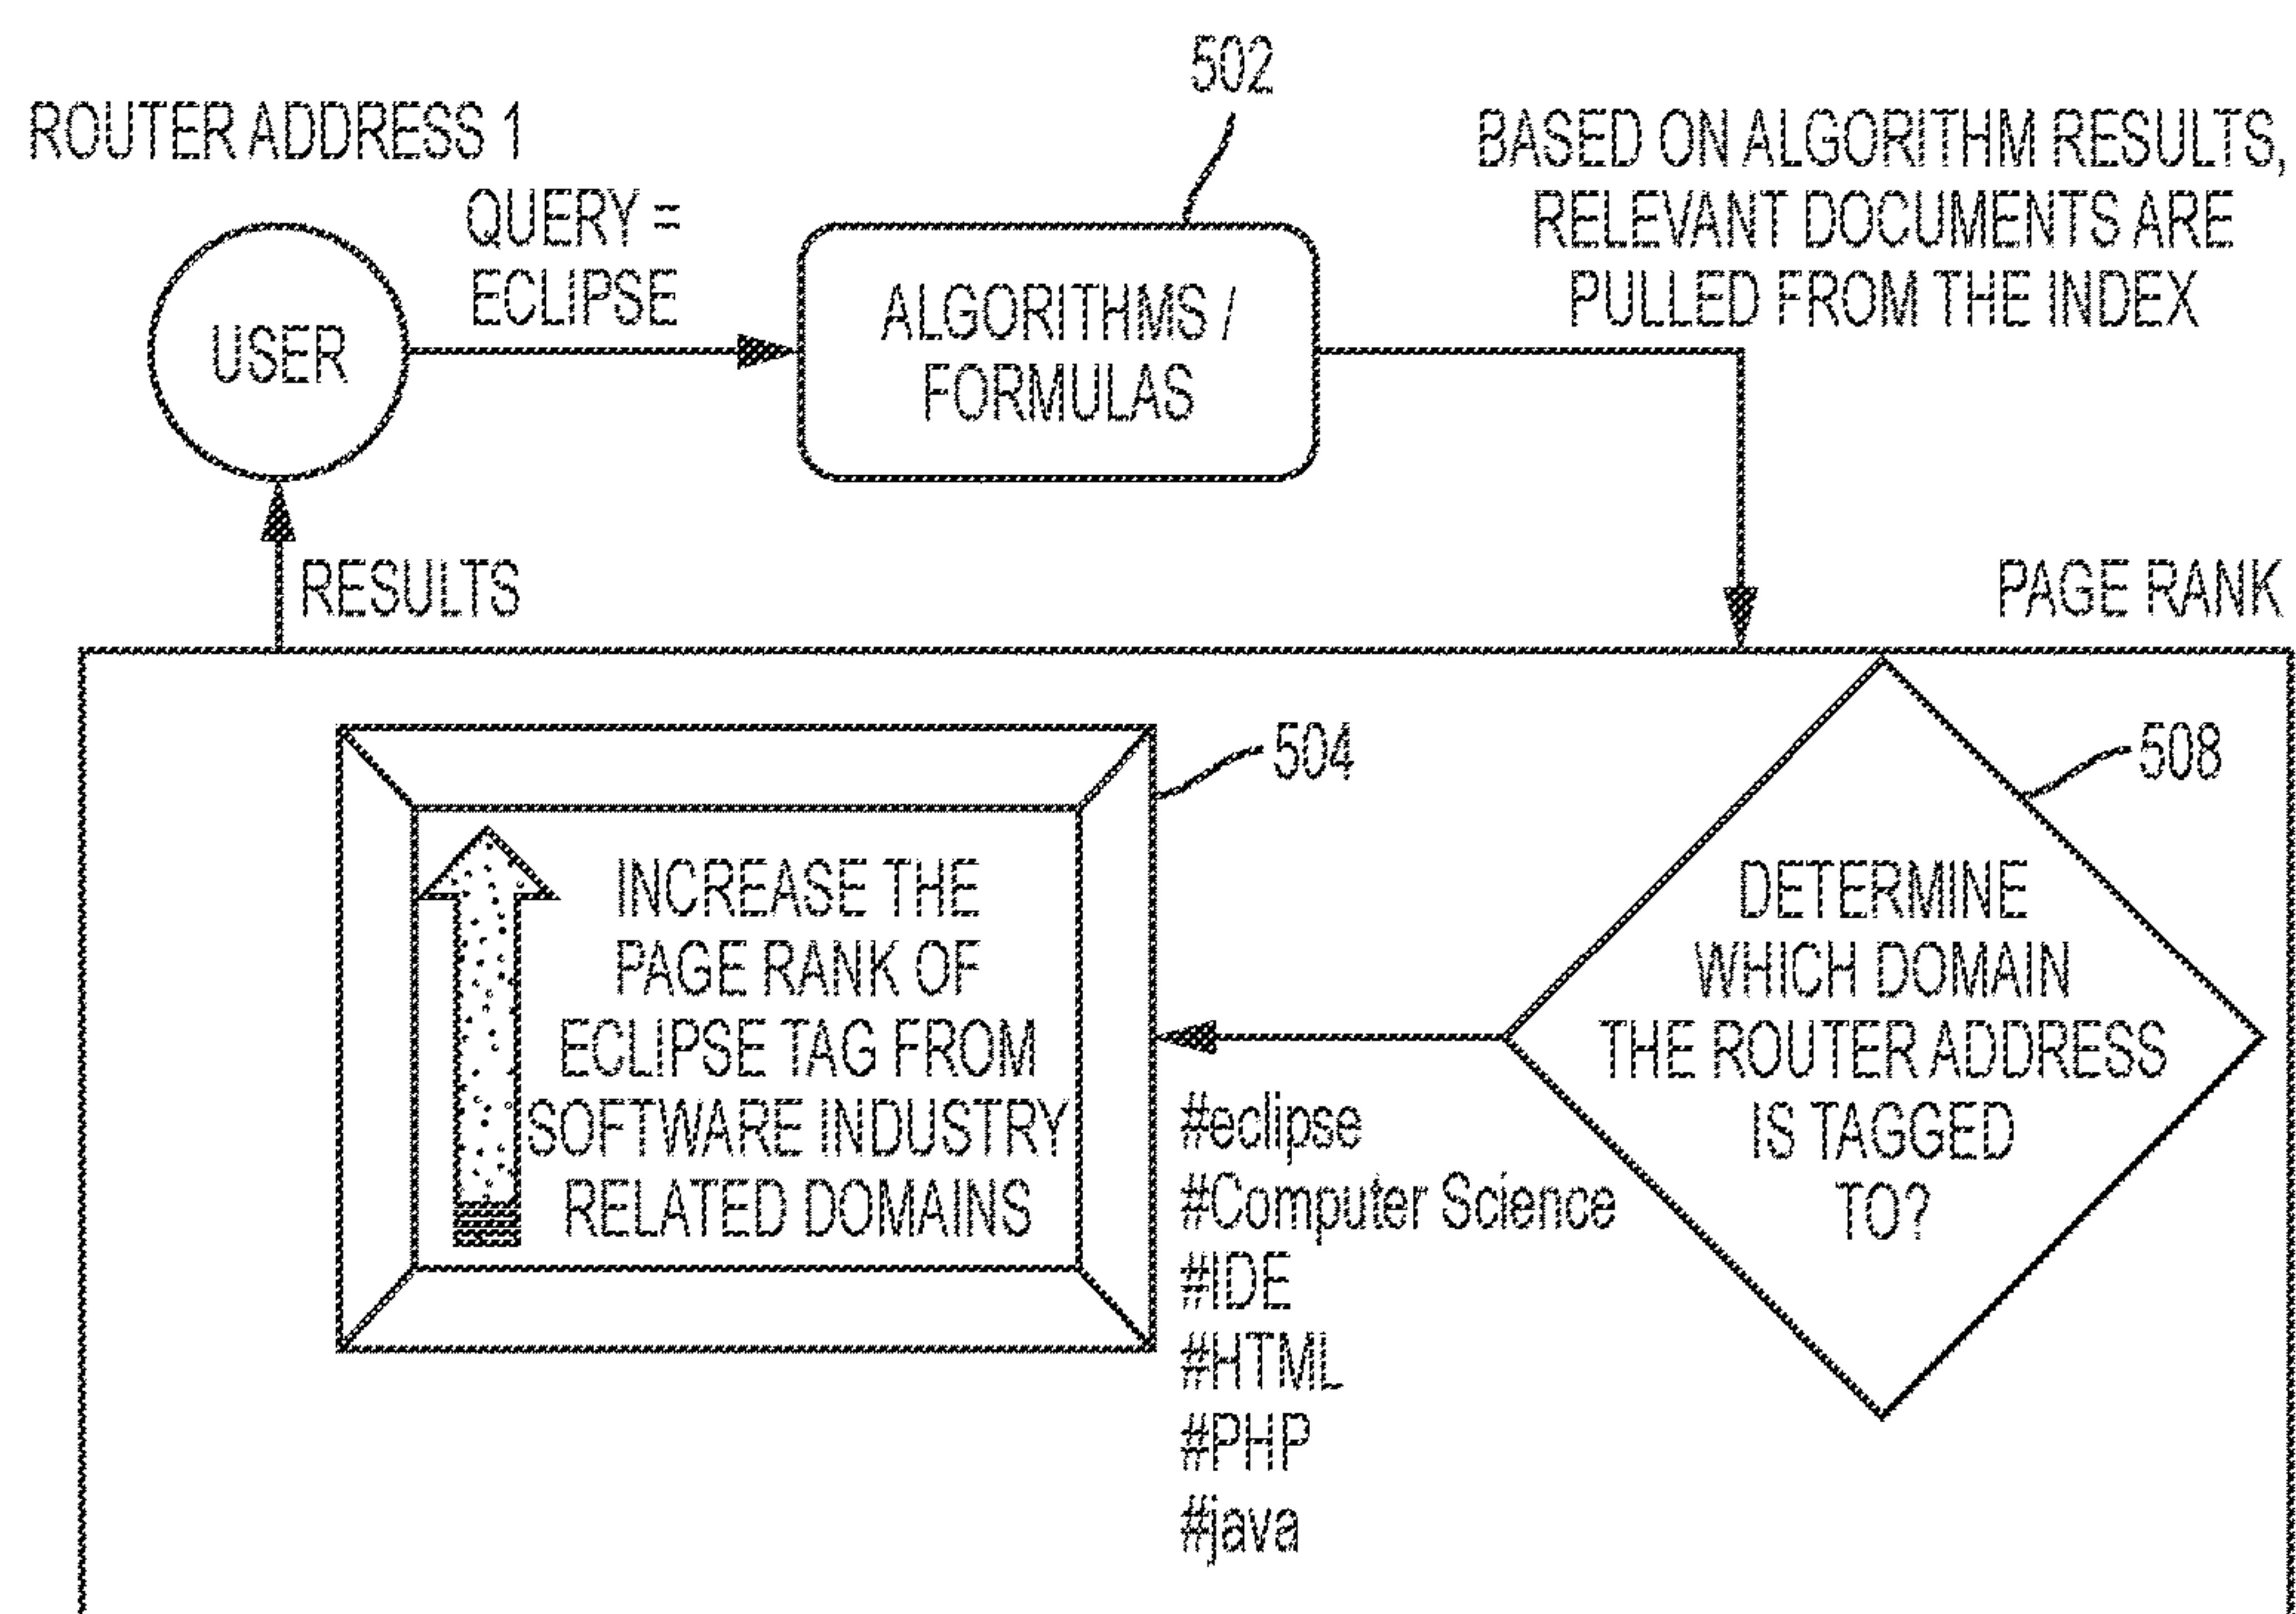 502
ROUTER ADDRESS 1
QUERY =
ECLIPSE
USER
ALGORITHMS /
FORMULAS
BASED ON ALGORITHM RESULTS,
RELEVANT DOCUMENTS ARE
PULLED FROM THE INDEX
RESULTS
PAGE RANK
504
508
INCREASE THE
PAGE RANK OF
ECLIPSE TAG FROM
SOFTWARE INDUSTRY
RELATED DOMAINS
#eclipse
#Computer Science
#IDE
#HTML
#PHP
#java
DETERMINE
WHICH DOMAIN
THE ROUTER ADDRESS
IS TAGGED
TO?